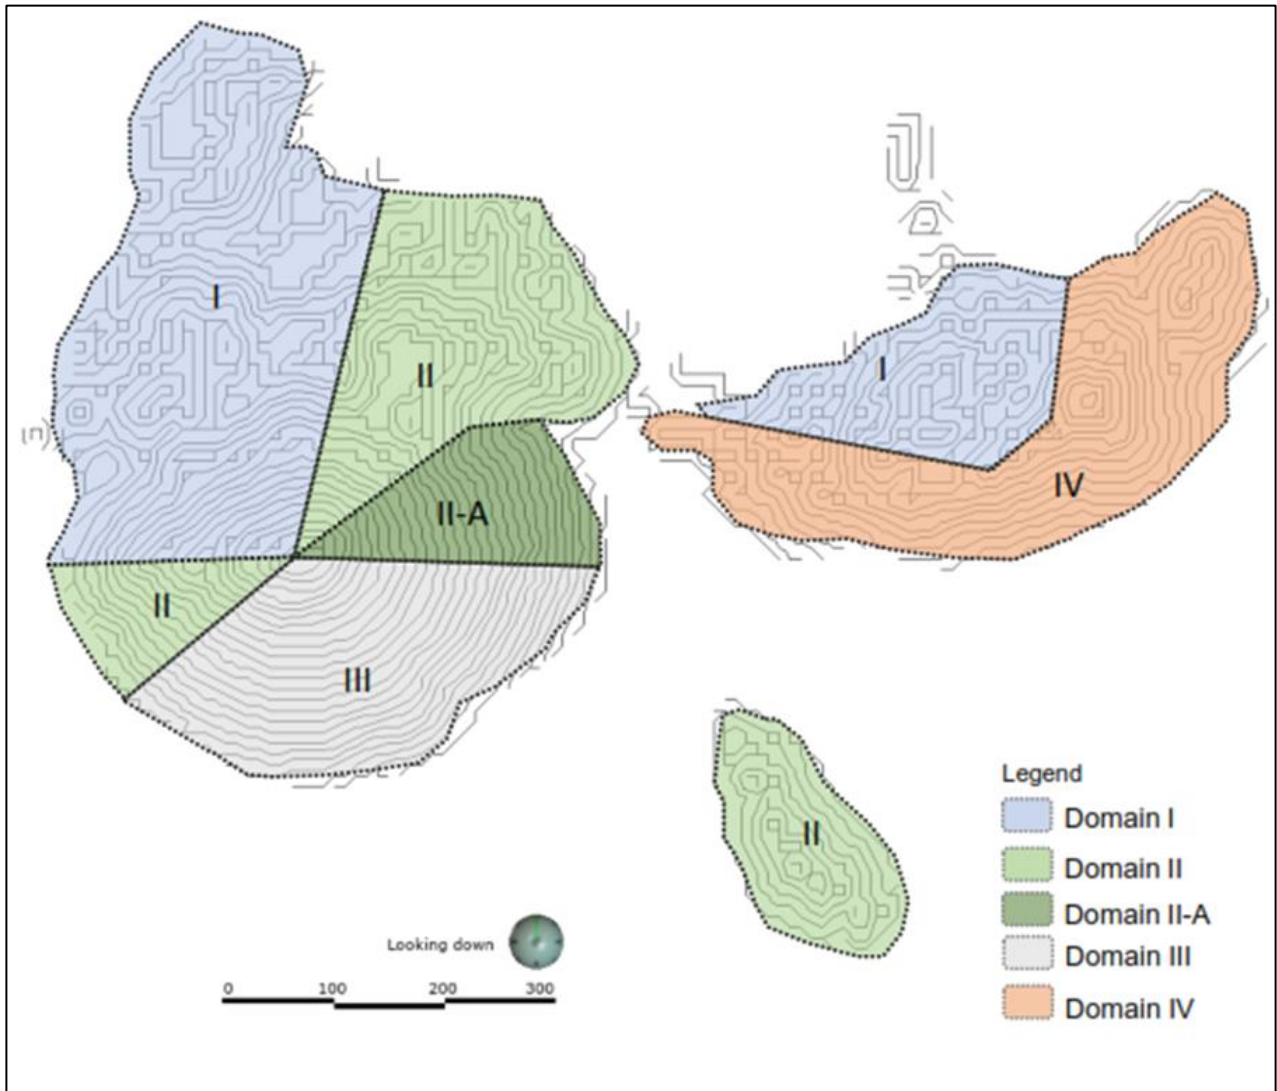 I
II
I
II-A
IV
II
III
II
Legend
Domain I
Domain II
Domain II-A
Domain III
Domain IV
Looking down
0 100 200 300